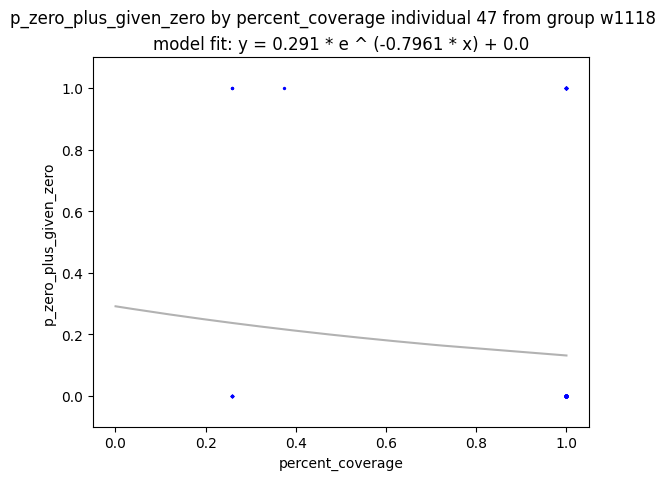 p_zero_plus_given_zero by percent_coverage individual 47 from group w1118
model fit: y = 0.291 * e ^ (-0.7961 * x) + 0.0
1.0
0.8
0.6
0.4
0.2
0.0
p_zero_plus_given_zero
0.0 0.2 0.4 0.6 0.8 1.0
percent_coverage